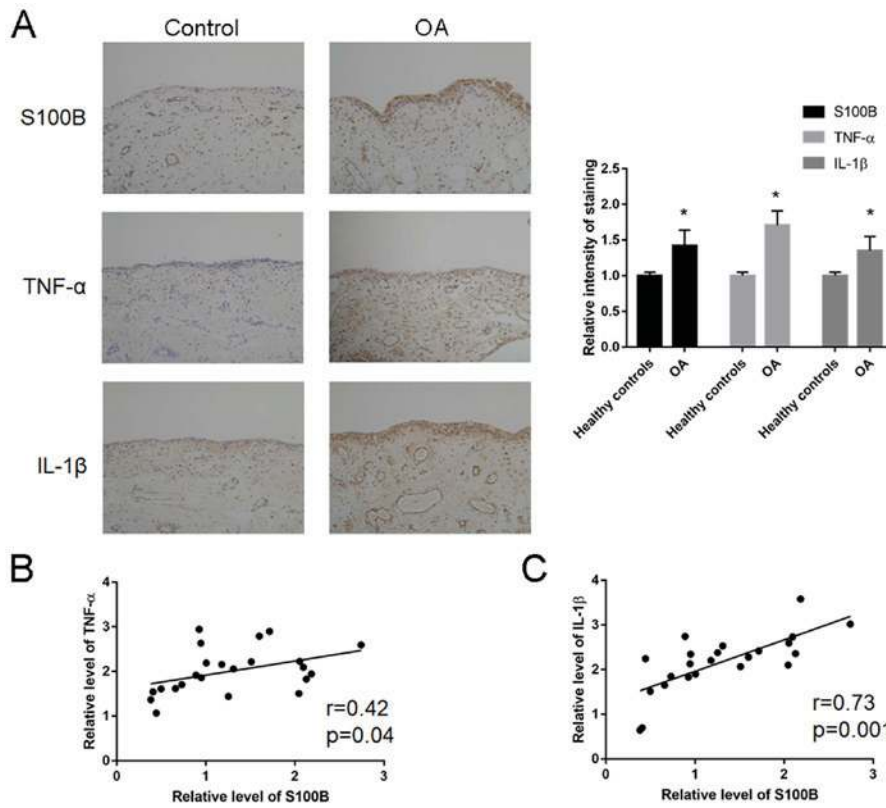 A
Control
OA
S100B
TNF-α
IL-1β
S100B
TNF-α
IL-1β
Relative intensity of staining
2.5
2.0
1.5
1.0
0.5
0.0
*
*
*
Healthy controls
OA
Healthy controls
OA
Healthy controls
OA
B
Relative level of TNF-α
4
3
2
1
0
0
1
2
3
r=0.42
p=0.04
Relative level of S100B
C
Relative level of IL-1β
4
3
2
1
0
0
1
2
3
r=0.73
p=0.001
Relative level of S100B